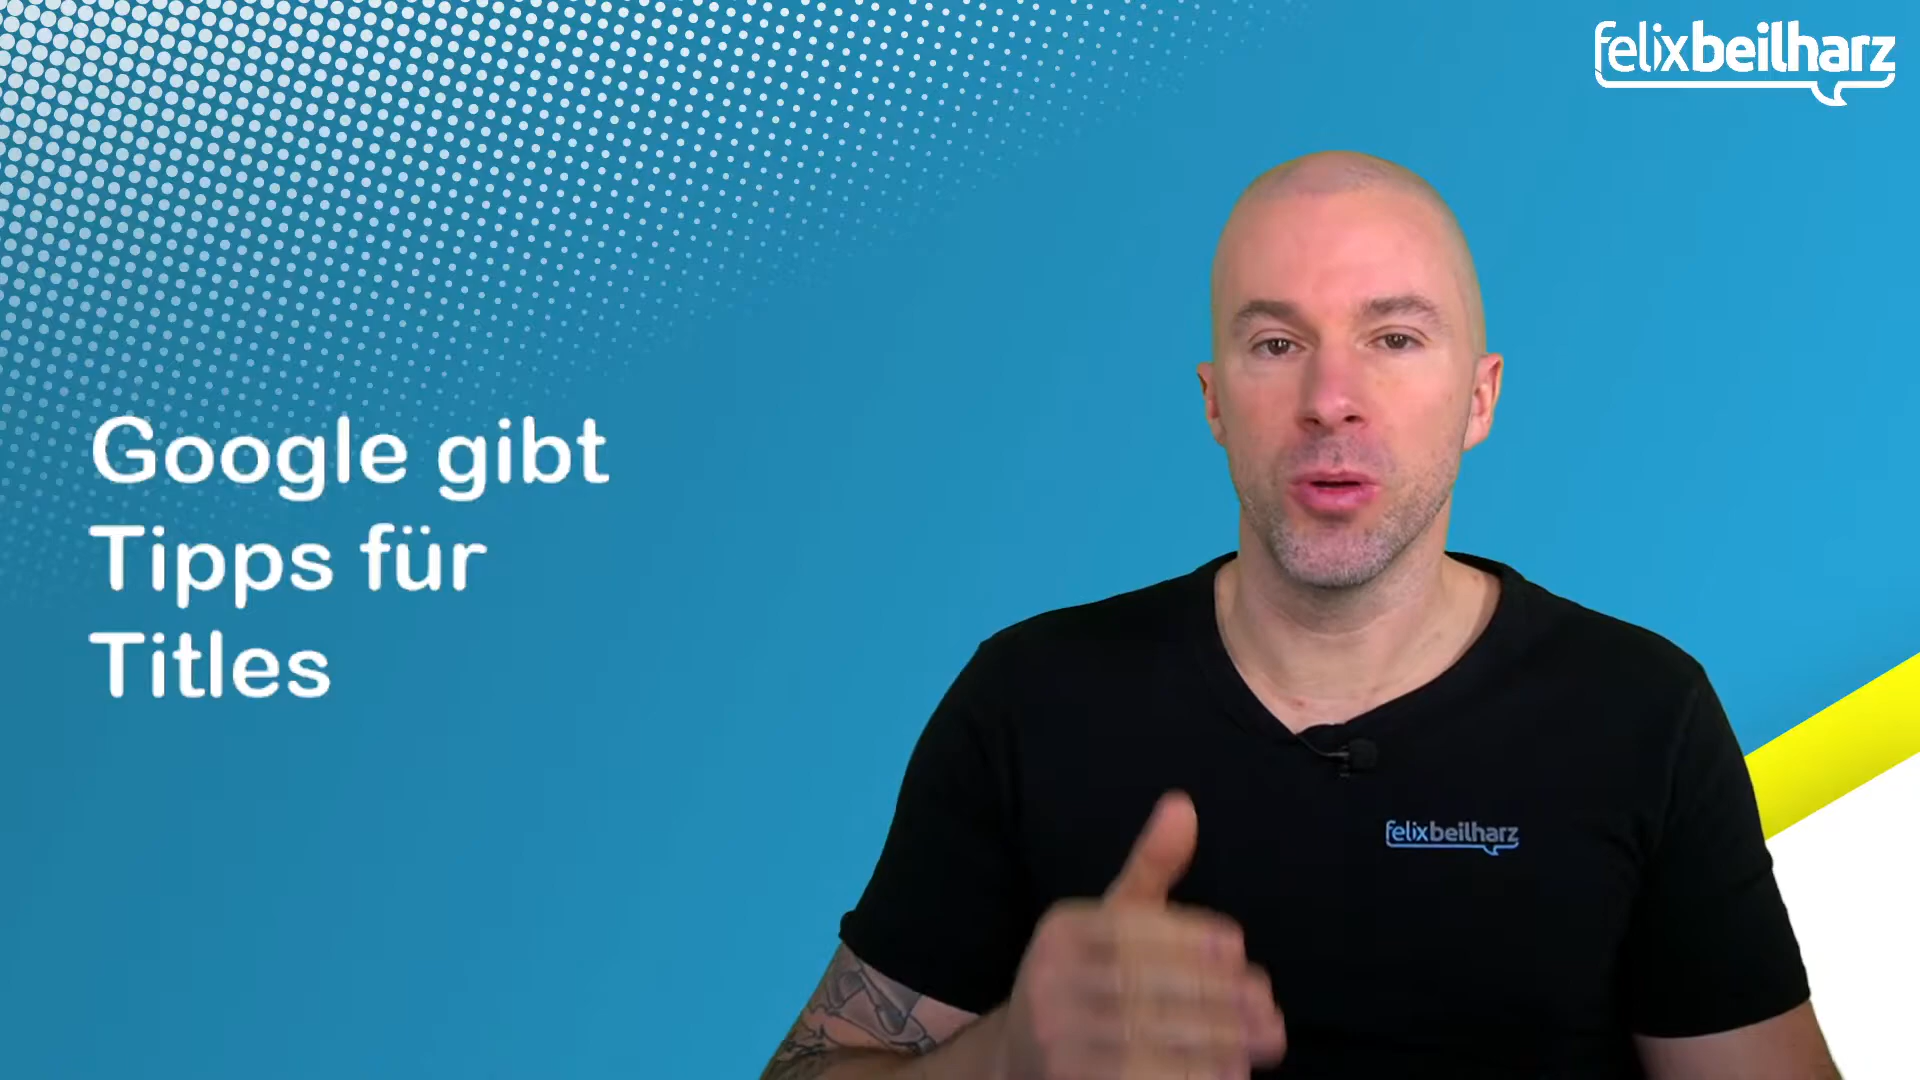 felixbeilharz
Google gibt
Tipps für
Titles
felixbeilharz